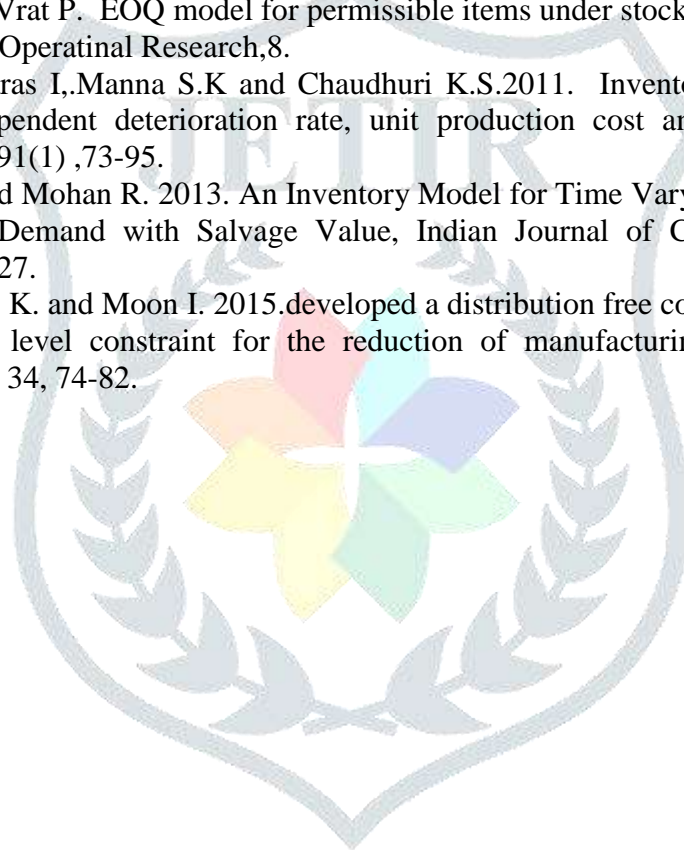 Vrat P. EOQ model for permissible items under stock
Operatinal Research,8.
ras I,.Manna S.K and Chaudhuri K.S.2011. Invento
pendent deterioration rate, unit production cost an
91(1) ,73-95.
d Mohan R. 2013. An Inventory Model for Time Vary
Demand with Salvage Value, Indian Journal of C
27.
K. and Moon I. 2015.developed a distribution free co
level constraint for the reduction of manufacturin
34, 74-82.
JETIR